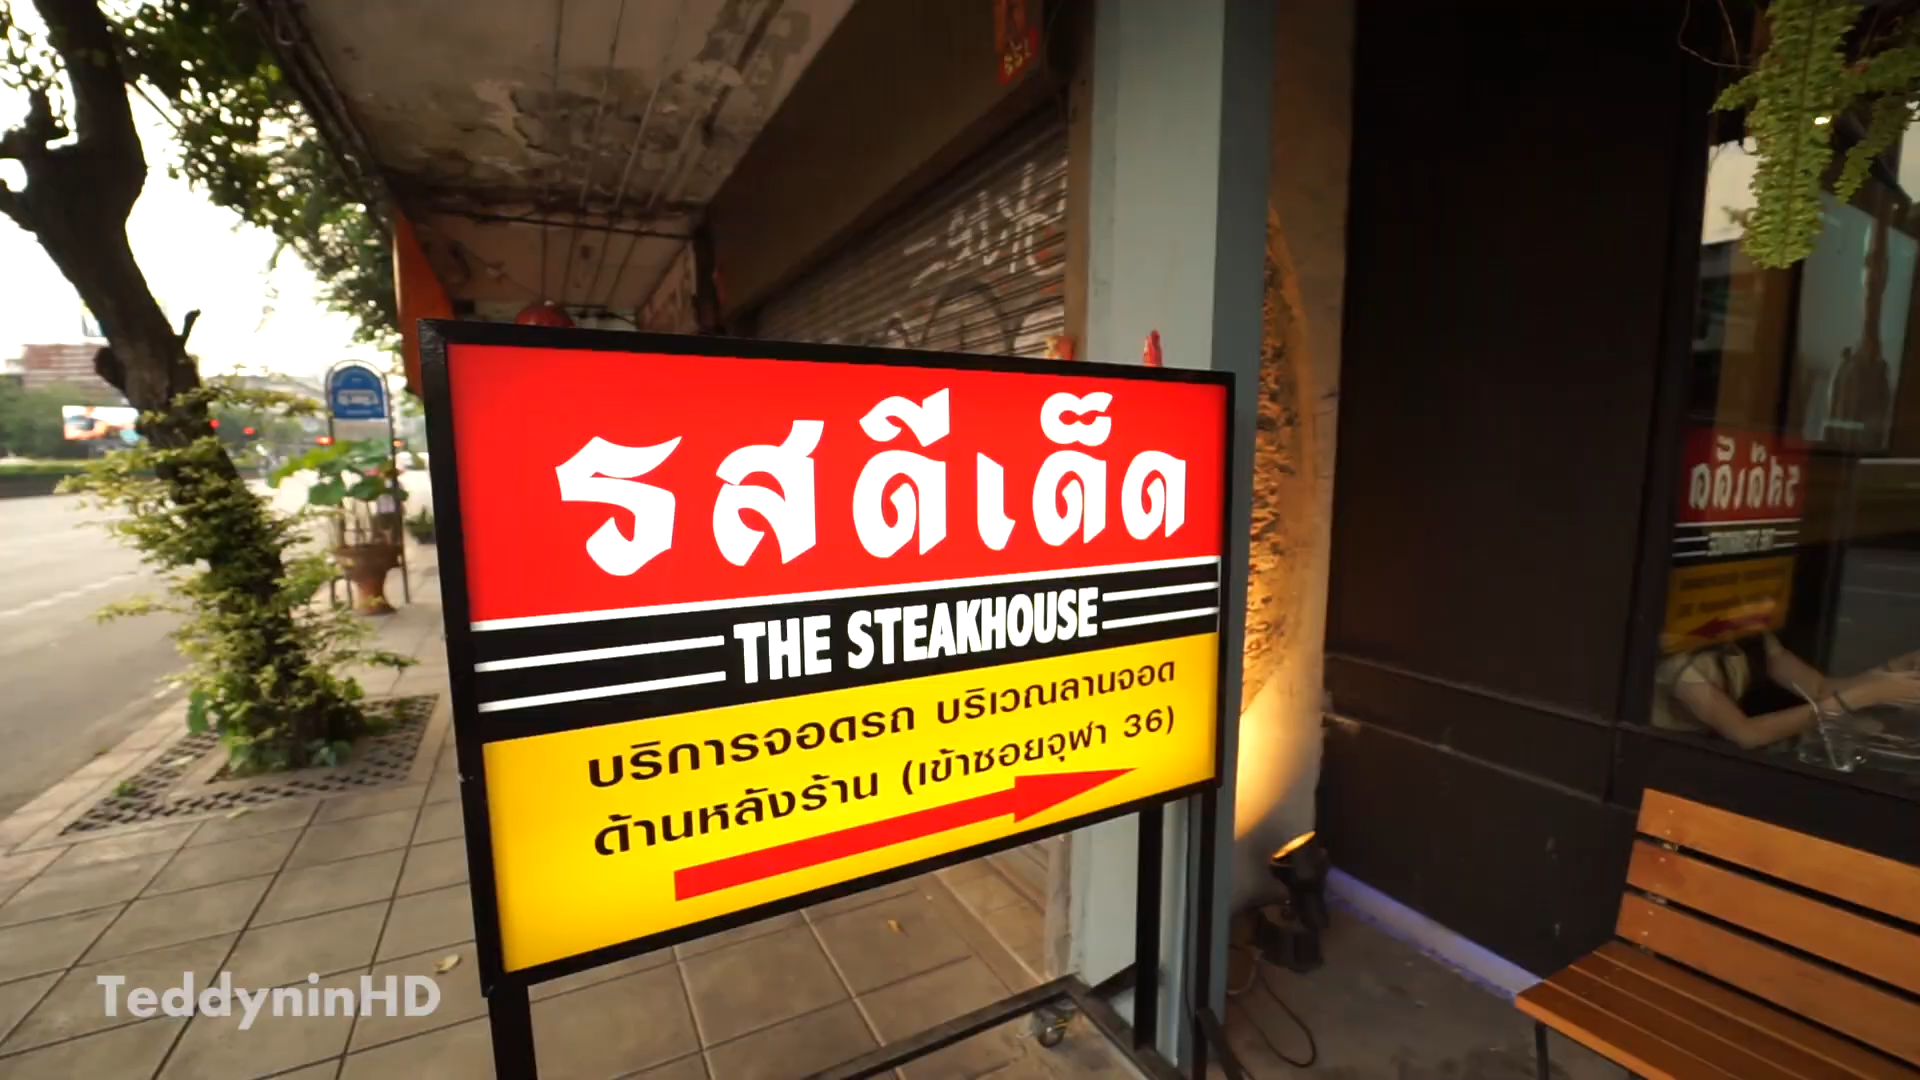 รสดีเด็ด
THE STEAKHOUSE
บริการจอดรถ บริเวณลานจอด
ด้านหลังร้าน (เข้าซอยจุฬา 36)
TeddyninHD